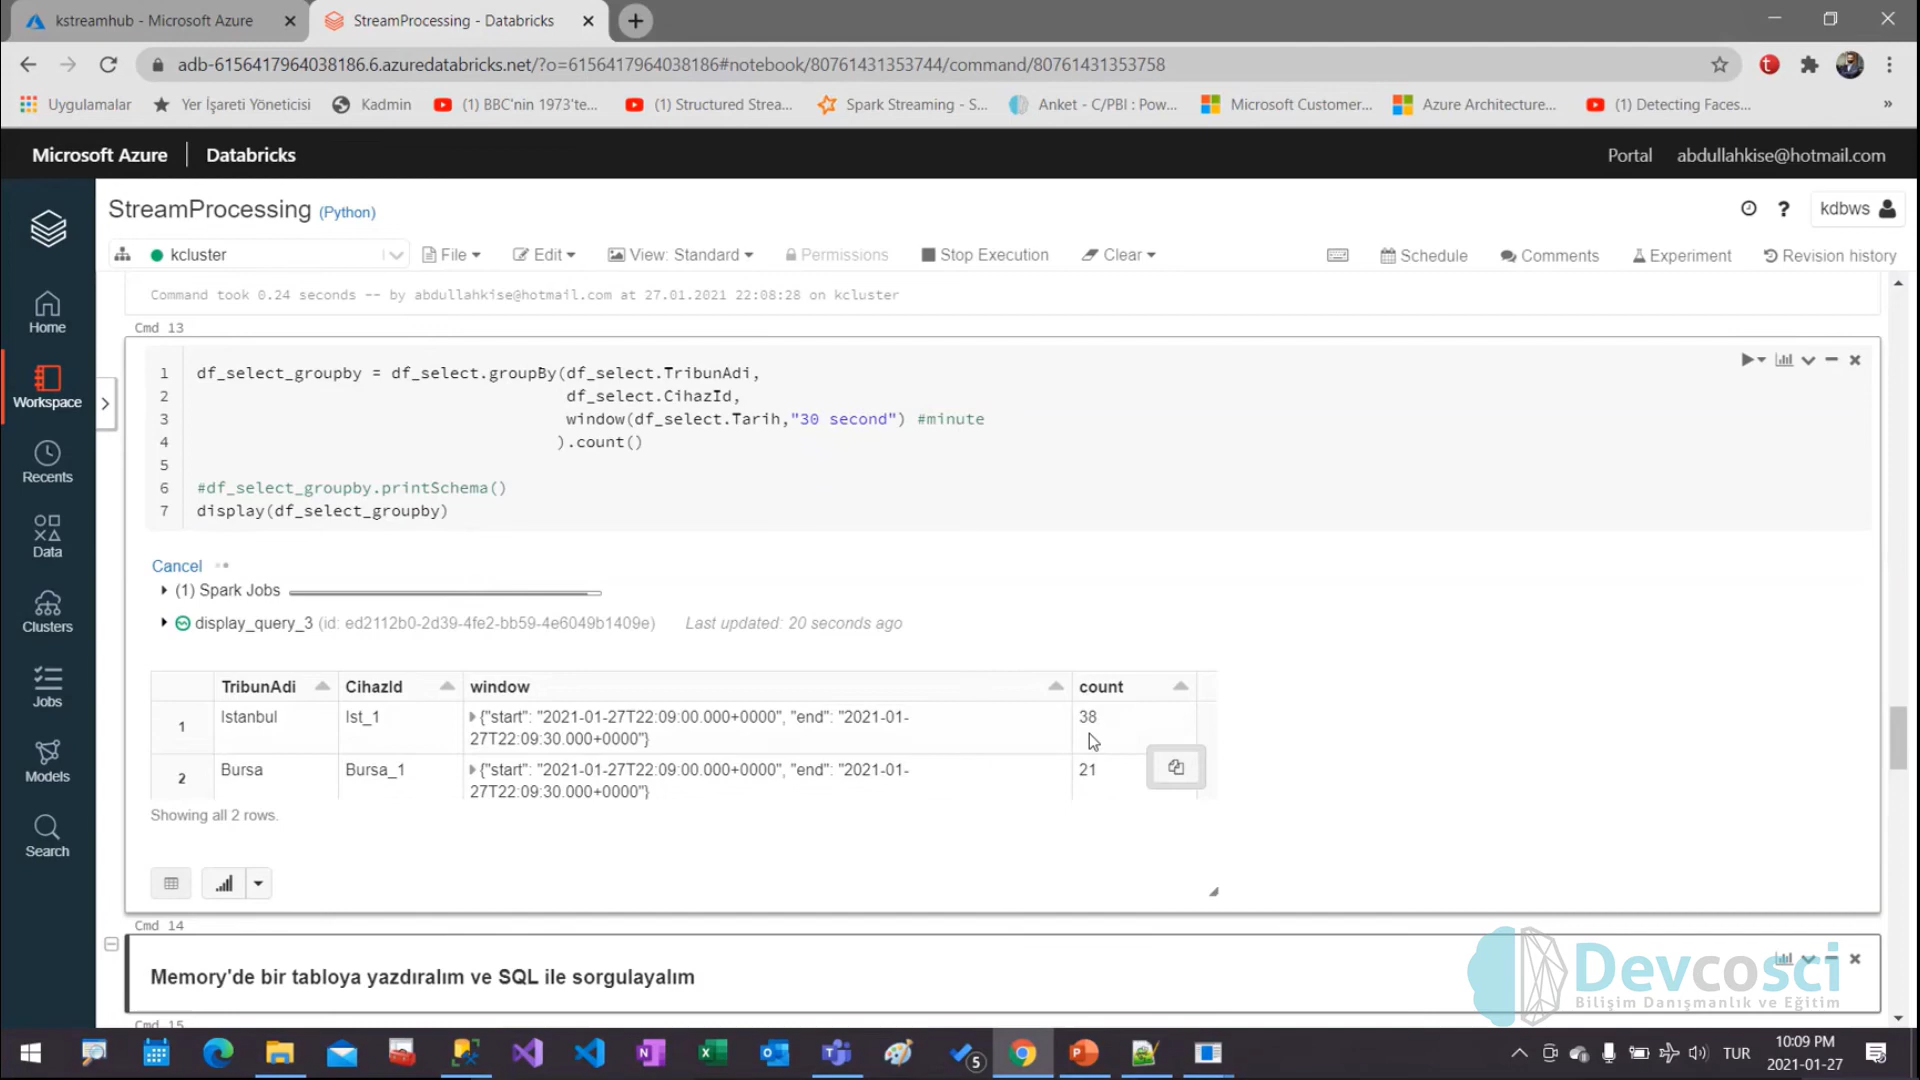 kstreamhub - Microsoft Azure
StreamProcessing - Databricks
adb-6156417964038186.6.azuredatabricks.net/?o=6156417964038186#notebook/80761431353744/command/80761431353758
Uygulamalar
Yer İşareti Yöneticisi
Kadmin
(1) BBC'nin 1973'te...
(1) Structured Strea...
Spark Streaming - S...
Anket - C/PBI : Pow...
Microsoft Customer...
Azure Architecture...
(1) Detecting Faces...
Microsoft Azure
Databricks
Portal
abdullahkise@hotmail.com
StreamProcessing (Python)
kdbws
kcluster
File
Edit
View: Standard
Permissions
Stop Execution
Clear
Schedule
Comments
Experiment
Revision history
Home
Workspace
Recents
Data
Clusters
Jobs
Models
Search
Command took 0.24 seconds -- by abdullahkise@hotmail.com at 27.01.2021 22:08:28 on kcluster
Cmd 13
1 df_select_groupby = df_select.groupBy(df_select.TribunAdi,
2 df_select.CihazId,
3 window(df_select.Tarih,"30 second") #minute
4 ).count()
5
6 #df_select_groupby.printSchema()
7 display(df_select_groupby)
Cancel
(1) Spark Jobs
display_query_3 (id: ed2112b0-2d39-4fe2-bb59-4e6049b1409e) Last updated: 20 seconds ago
TribunAdi CihazId window count
1 Istanbul Ist_1 {"start": "2021-01-27T22:09:00.000+0000", "end": "2021-01- 38
27T22:09:30.000+0000"}
2 Bursa Bursa_1 {"start": "2021-01-27T22:09:00.000+0000", "end": "2021-01- 21
27T22:09:30.000+0000"}
Showing all 2 rows.
Cmd 14
Memory'de bir tabloya yazdıralım ve SQL ile sorgulayalım
Cmd 15
Devcosci
Bilişim Danışmanlık ve Eğitim
5
TUR
10:09 PM
2021-01-27